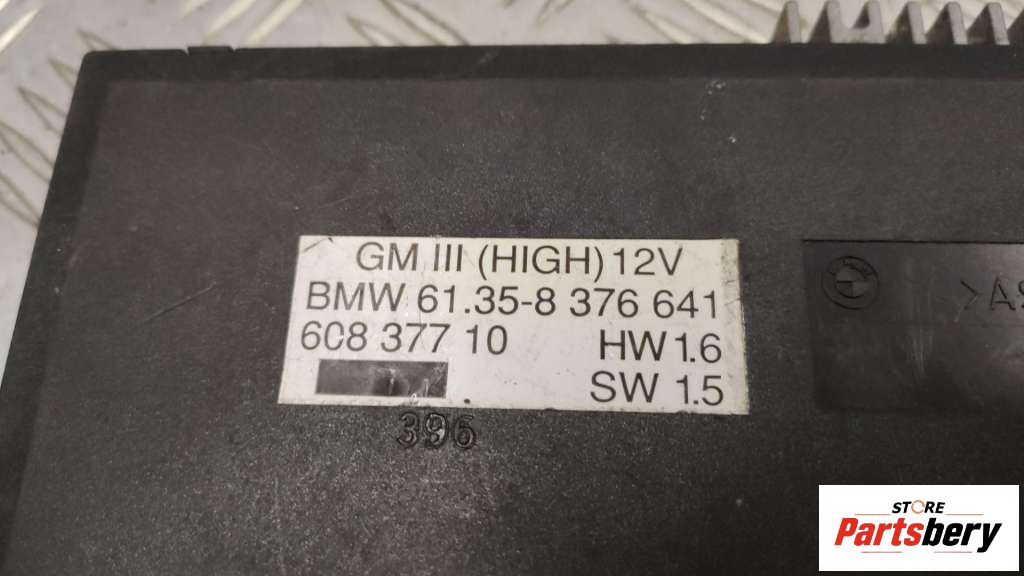 GM III (HIGH) 12V
BMW 61.35-8 376 641
608 377 10 HW 1.6
SW 1.5
396
STORE
Partsbery